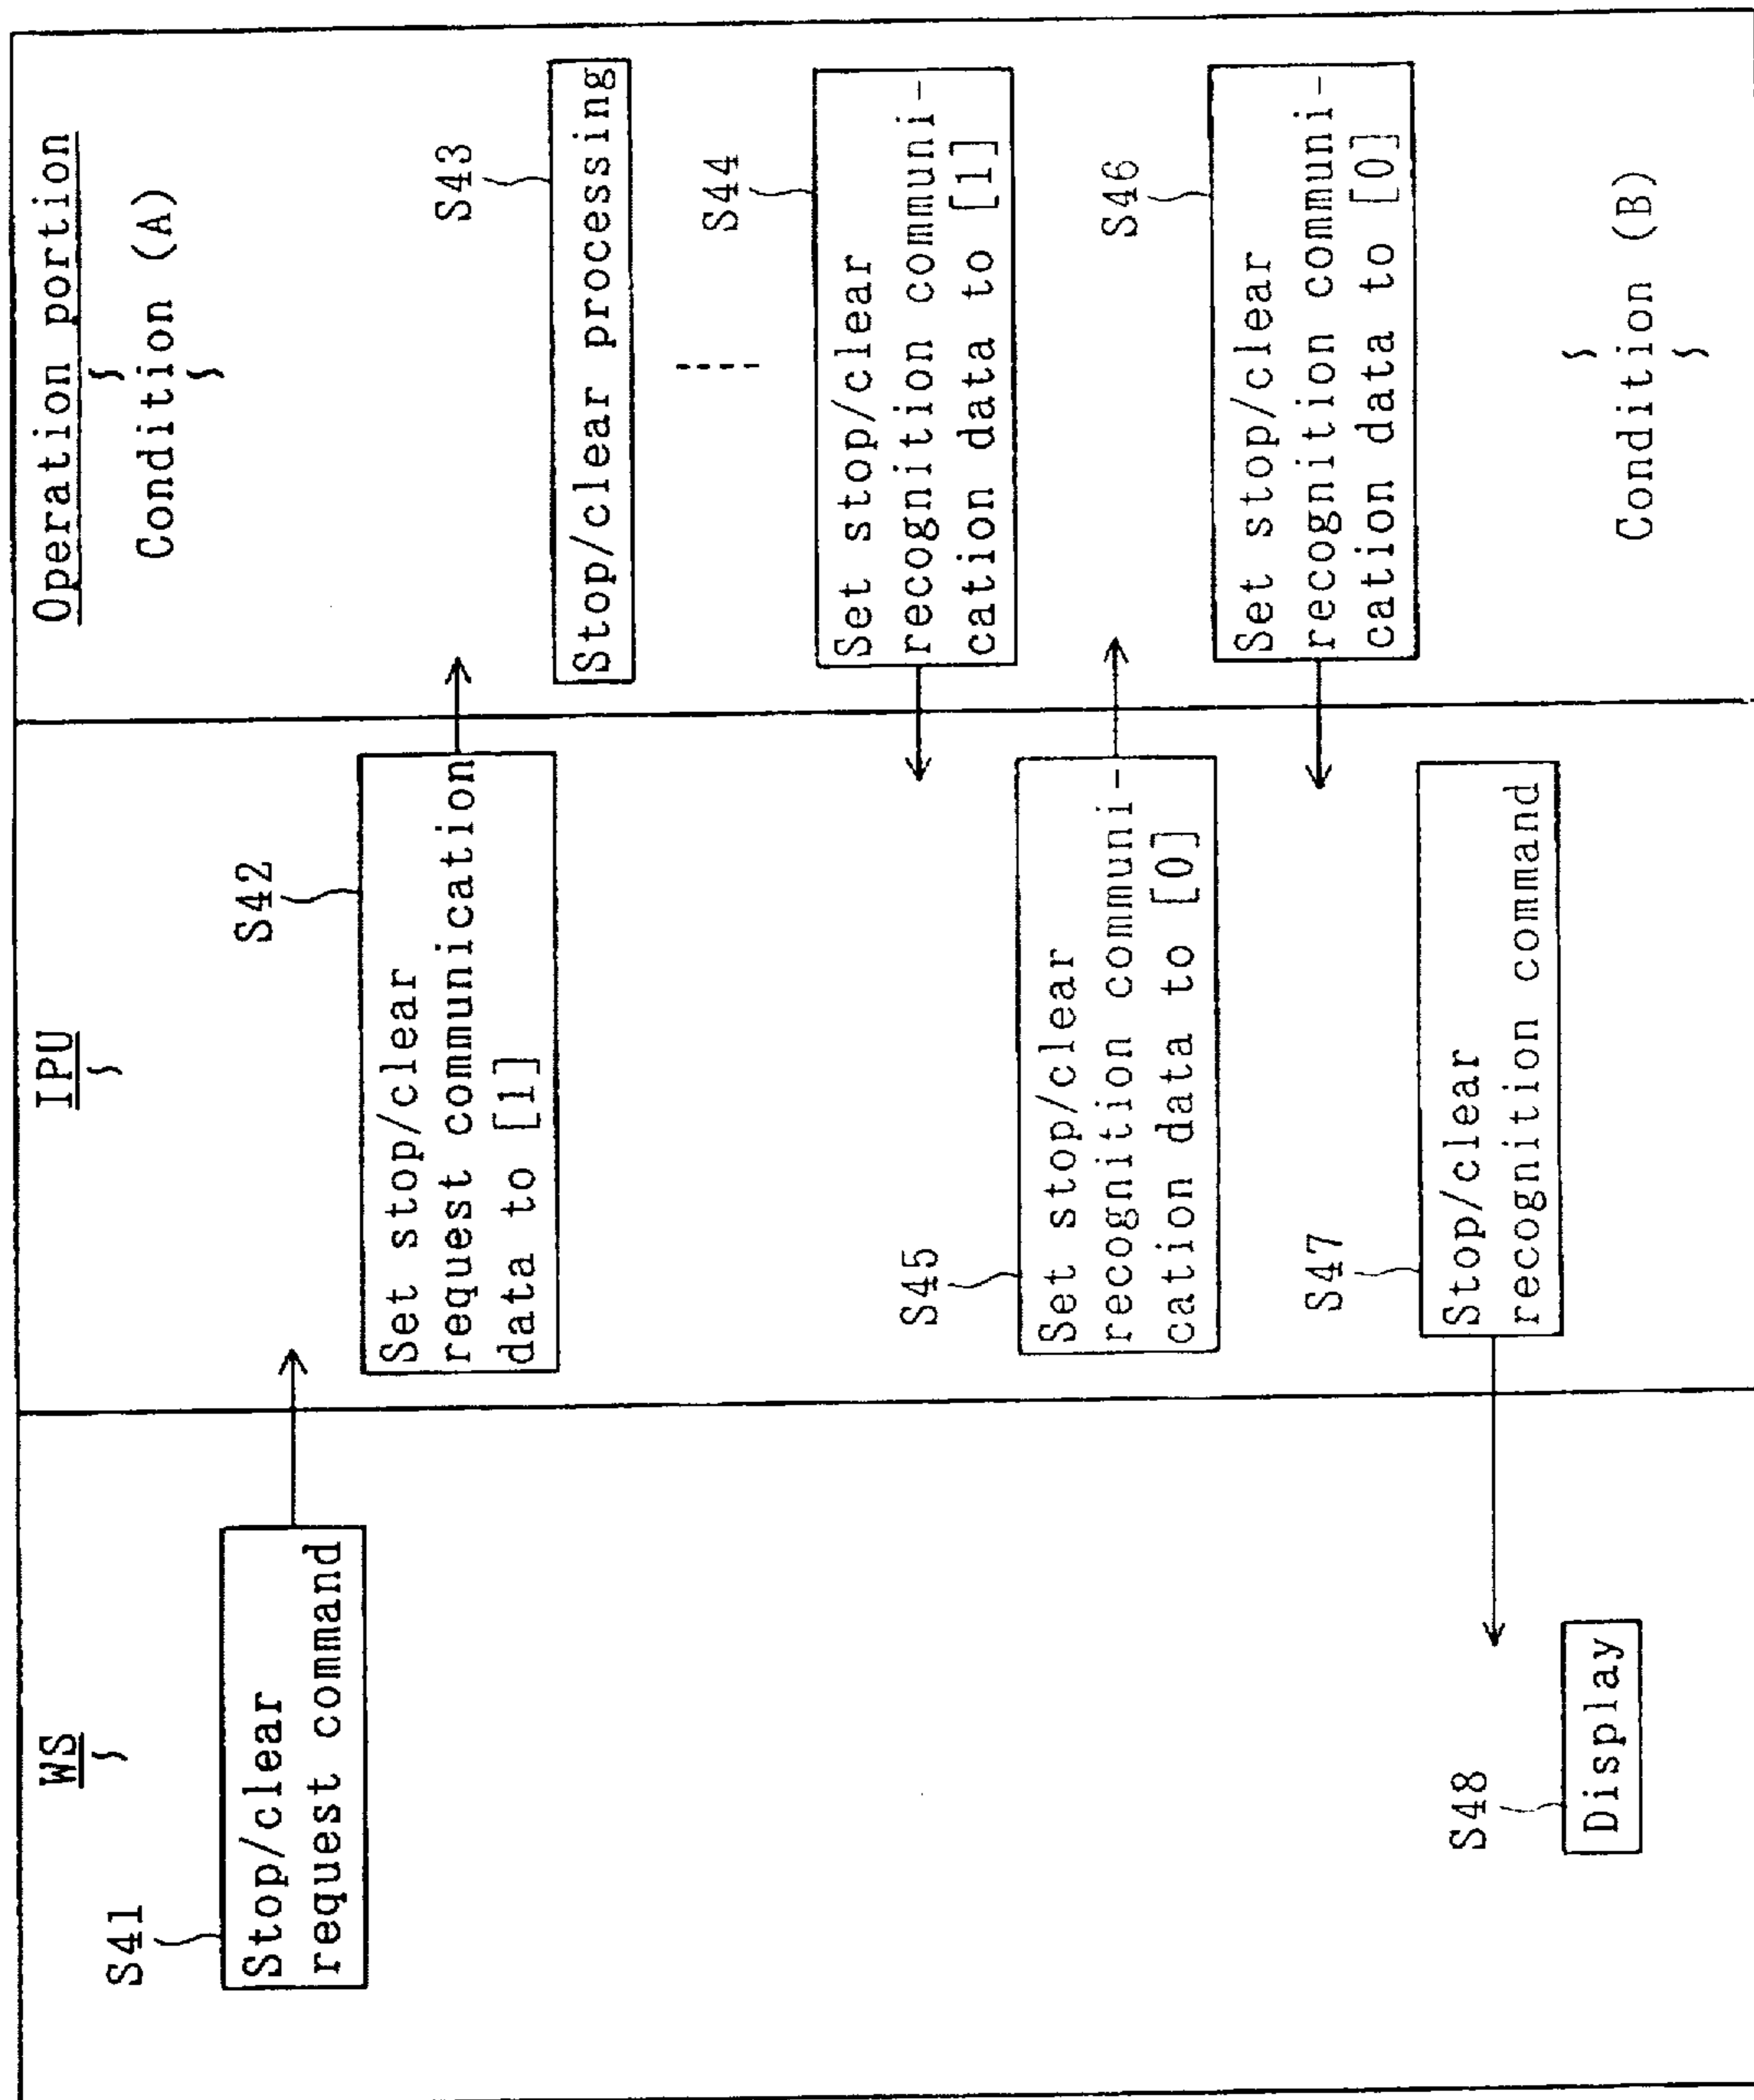 WS
IPU
Operation portion
Condition (A)
S41
Stop/clear
request command
S42
Set stop/clear
request communication
data to [1]
S43
Stop/clear processing
S44
Set stop/clear
recognition communi-
cation data to [1]
S45
Set stop/clear
recognition communi-
cation data to [0]
S46
Set stop/clear
recognition communi-
cation data to [0]
S47
Stop/clear
recognition command
S48
Display
Condition (B)